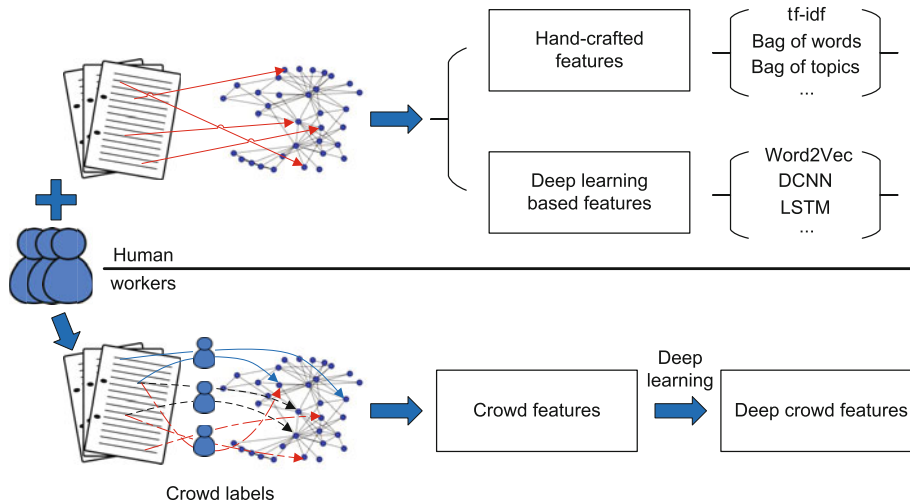 Hand-crafted
features
tf-idf
Bag of words
Bag of topics
...
Deep learning
based features
Word2Vec
DCNN
LSTM
...
Human
workers
Crowd labels
Crowd features
Deep
learning
Deep crowd features